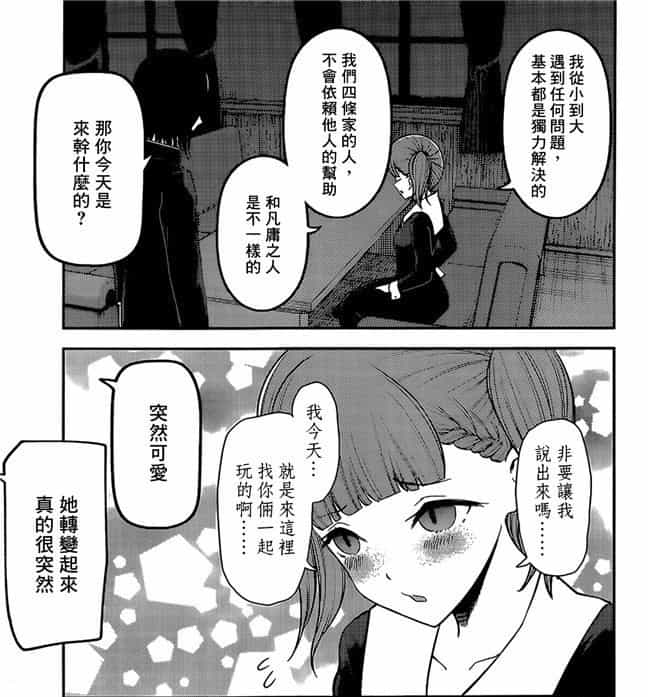 我從小到大
遇到任何問題，
基本都是獨力解決的
我們四條家的人，
不會依賴他人的幫助
和凡庸之人
是不一樣的
那你今天是
來幹什麼的？
非要讓我
說出來嗎……
我今天…
就是來這裡
找你倆一起
玩的啊……
突然可愛
她轉變起來
真的很突然